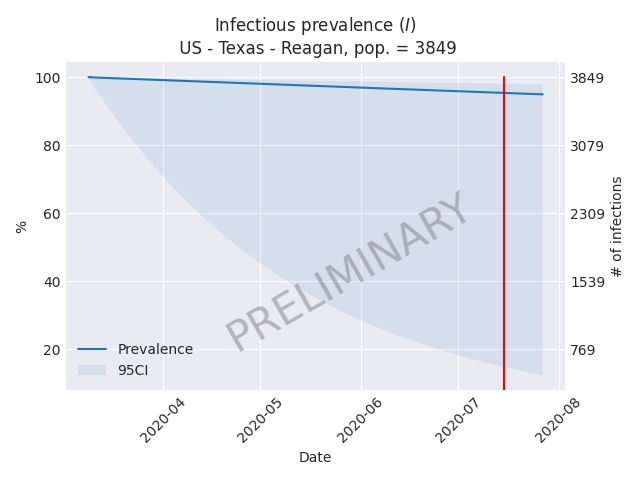 Infectious prevalence (I)
US - Texas - Reagan, pop. = 3849
100
80
60
40
20
%
3849
3079
2309
1539
769
# of infections
PRELIMINARY
Prevalence
95CI
2020-04
2020-05
2020-06
2020-07
2020-08
Date